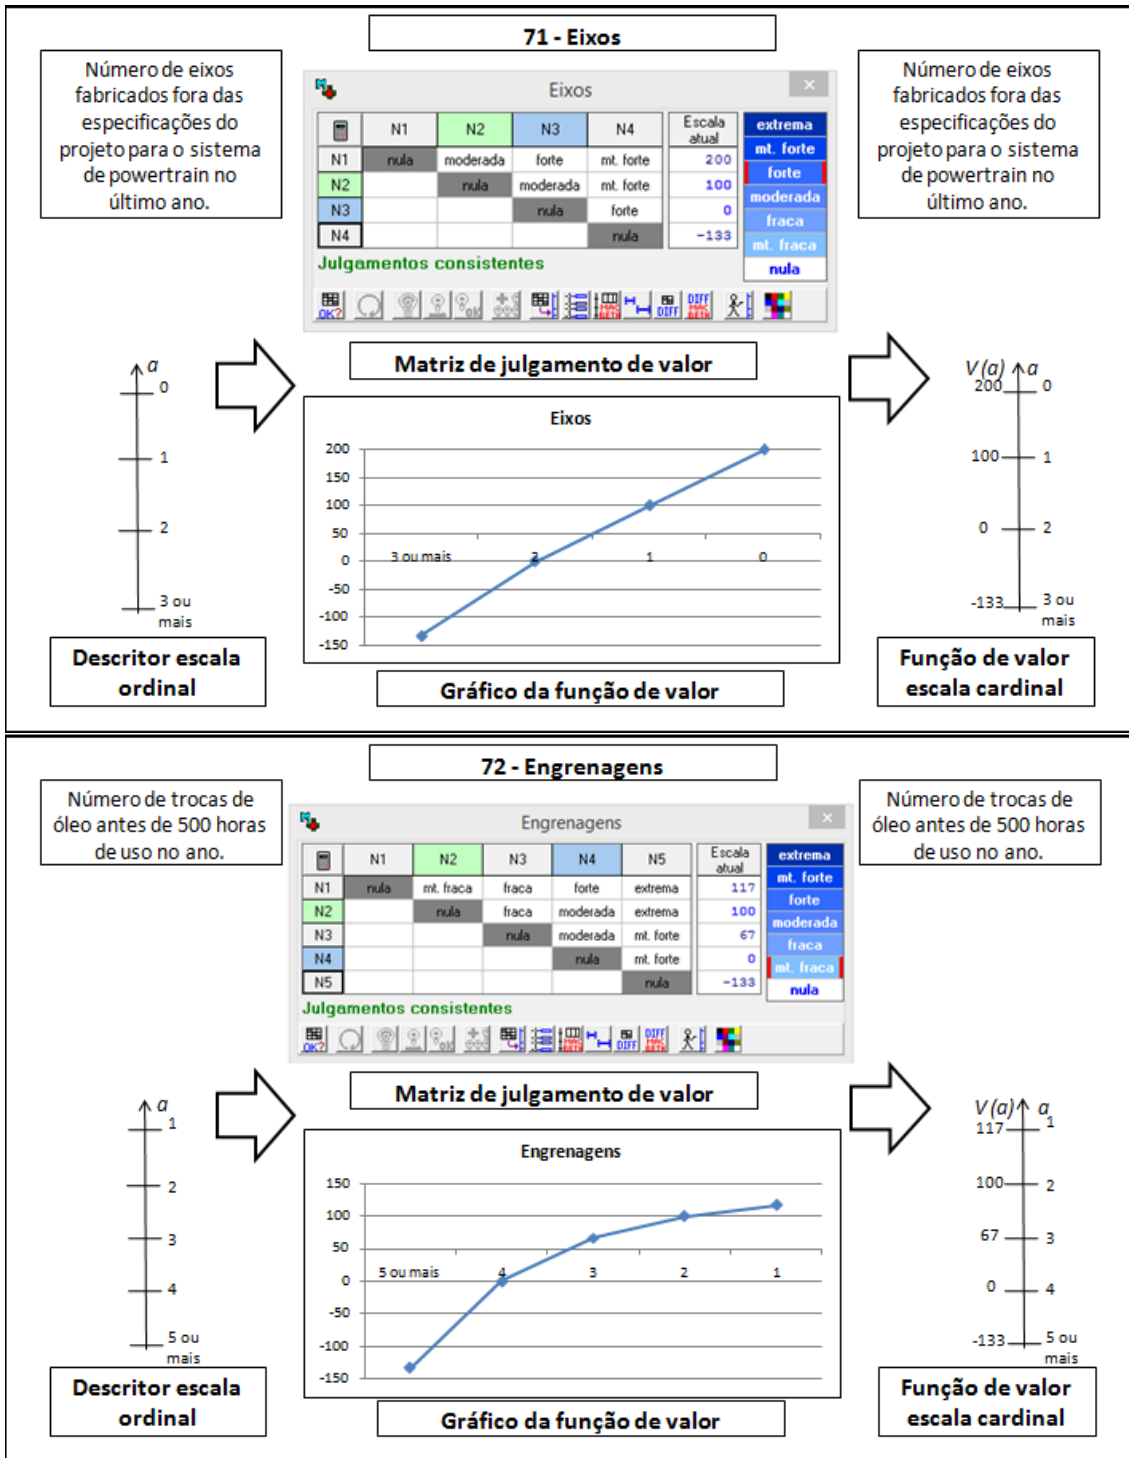 71 - Eixos
Número de eixos
fabricados fora das
especificações do
projeto para o sistema
de powertrain no
último ano.
Eixos
N1 N2 N3 N4 Escala atual
N1 nula moderada forte mt. forte 200
N2 nula moderada mt. forte 100
N3 nula forte 0
N4 nula -133
extrema
mt. forte
forte
moderada
fraca
mt. fraca
nula
Julgamentos consistentes
OK? OK DIFF DIFF MAC BETH
Número de eixos
fabricados fora das
especificações do
projeto para o sistema
de powertrain no
último ano.
a
0
1
2
3 ou
mais
Descritor escala
ordinal
Matriz de julgamento de valor
Eixos
200
150
100
50
0
-50
-100
-150
3 ou mais 2 1 0
Gráfico da função de valor
V(a) a
200 0
100 1
0 2
-133 3 ou
mais
Função de valor
escala cardinal
72 - Engrenagens
Número de trocas de
óleo antes de 500 horas
de uso no ano.
Engrenagens
N1 N2 N3 N4 N5 Escala atual
N1 nula mt. fraca fraca forte extrema 117
N2 nula fraca moderada extrema 100
N3 nula moderada mt. forte 67
N4 nula mt. forte 0
N5 nula -133
extrema
mt. forte
forte
moderada
fraca
mt. fraca
nula
Julgamentos consistentes
OK? OK DIFF DIFF MAC BETH
Número de trocas de
óleo antes de 500 horas
de uso no ano.
a
1
2
3
4
5 ou
mais
Descritor escala
ordinal
Matriz de julgamento de valor
Engrenagens
150
100
50
0
-50
-100
-150
5 ou mais 4 3 2 1
Gráfico da função de valor
V(a) a
117 1
100 2
67 3
0 4
-133 5 ou
mais
Função de valor
escala cardinal